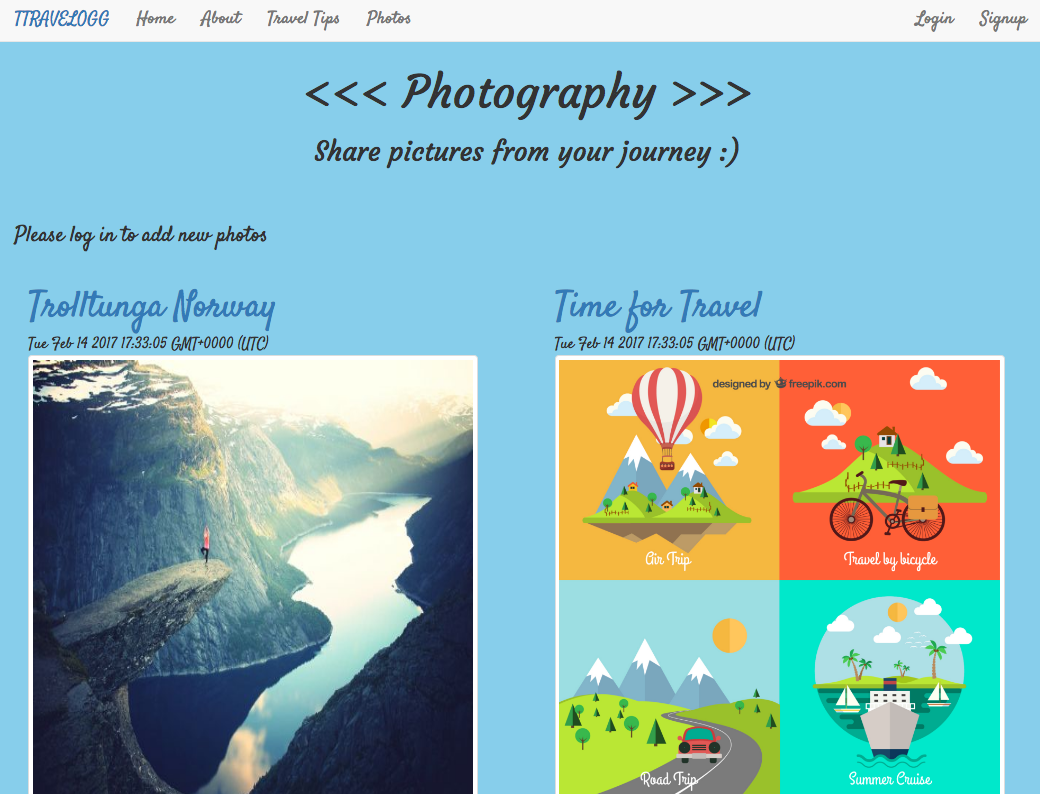 TTRAVELOGG Home About Travel Tips Photos Login Signup
<<< Photography >>>
Share pictures from your journey :)
Please log in to add new photos
Trolltunga Norway
Tue Feb 14 2017 17:33:05 GMT+0000 (UTC)
Time for Travel
Tue Feb 14 2017 17:33:05 GMT+0000 (UTC)
designed by freepik.com
Air Trip
Travel by bicycle
Road Trip
Summer Cruise